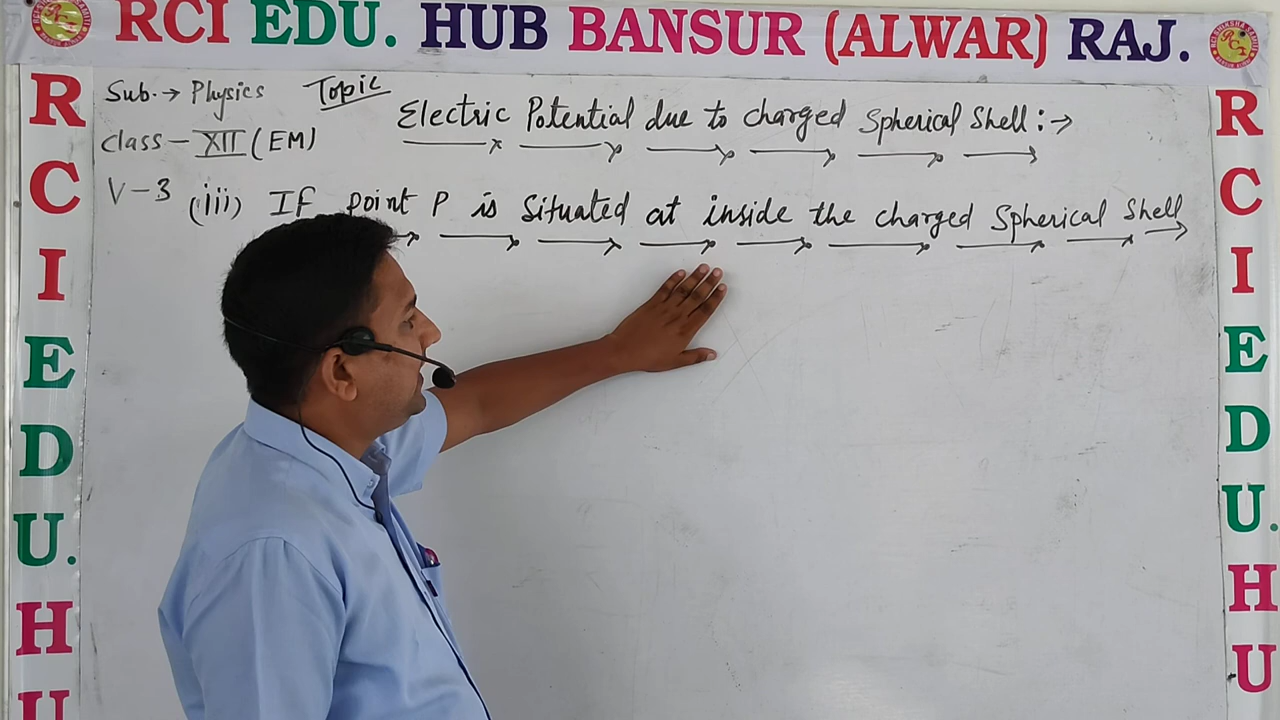 RCI EDU. HUB BANSUR (ALWAR) RAJ.
Sub.→ Physics Topic
Class - XII (EM)
Electric Potential due to charged Spherical Shell :→
V-3 (iii) If point P is Situated at inside the charged Spherical Shell
R
C
I
E
D
U.
H
U
R
C
I
E
D
U.
H
U